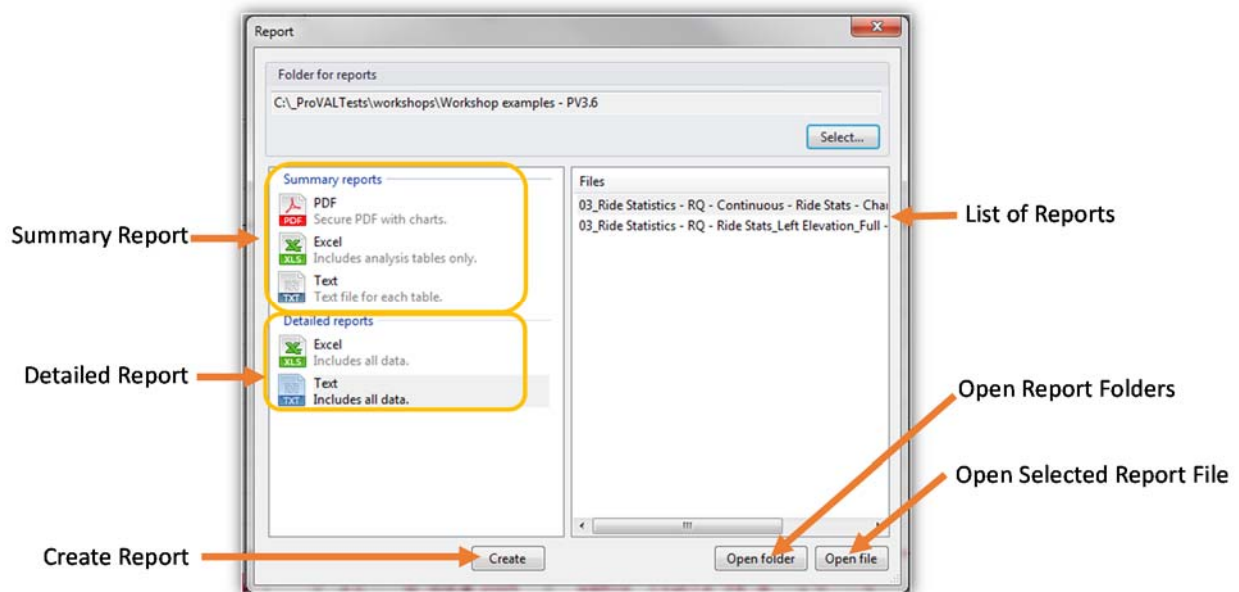 Report
Folder for reports
C:\_ProVALTests\workshops\Workshop examples - PV3.6
Select...
Summary reports
PDF
PDF
Secure PDF with charts.
Excel
XLS
Includes analysis tables only.
Text
TXT
Text file for each table.
Detailed reports
Excel
XLS
Includes all data.
Text
TXT
Includes all data.
Files
03_Ride Statistics - RQ - Continuous - Ride Stats - Cha
03_Ride Statistics - RQ - Ride Stats_Left Elevation_Full -
Create
Open folder
Open file
Summary Report
Detailed Report
Create Report
List of Reports
Open Report Folders
Open Selected Report File